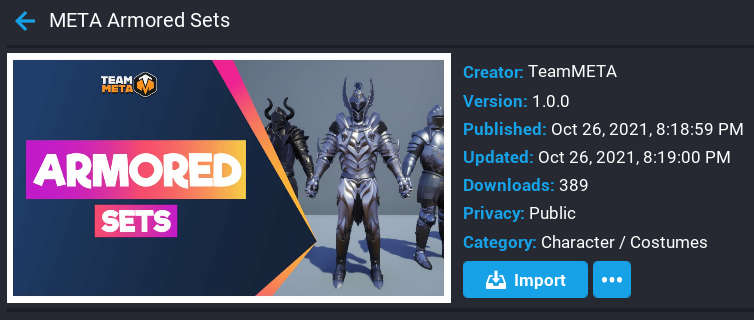 META Armored Sets
TEAM
META
ARMORED
SETS
Creator: TeamMETA
Version: 1.0.0
Published: Oct 26, 2021, 8:18:59 PM
Updated: Oct 26, 2021, 8:19:00 PM
Downloads: 389
Privacy: Public
Category: Character / Costumes
Import